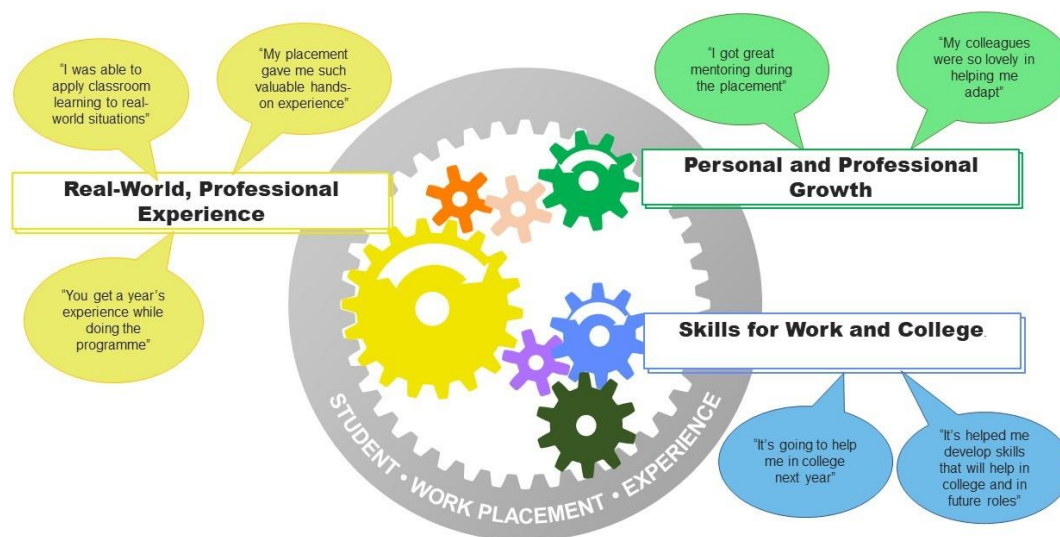 “I was able to
apply classroom
learning to real-
world situations”
“My placement
gave me such
valuable hands-
on experience”
Real-World, Professional
Experience
“You get a year’s
experience while
doing the
programme”
“I got great
mentoring during
the placement”
“My colleagues
were so lovely in
helping me
adapt”
Personal and Professional
Growth
Skills for Work and College
“It’s going to help
me in college
next year”
“It’s helped me
develop skills
that will help in
college and in
future roles”
STUDENT • WORK PLACEMENT • EXPERIENCE